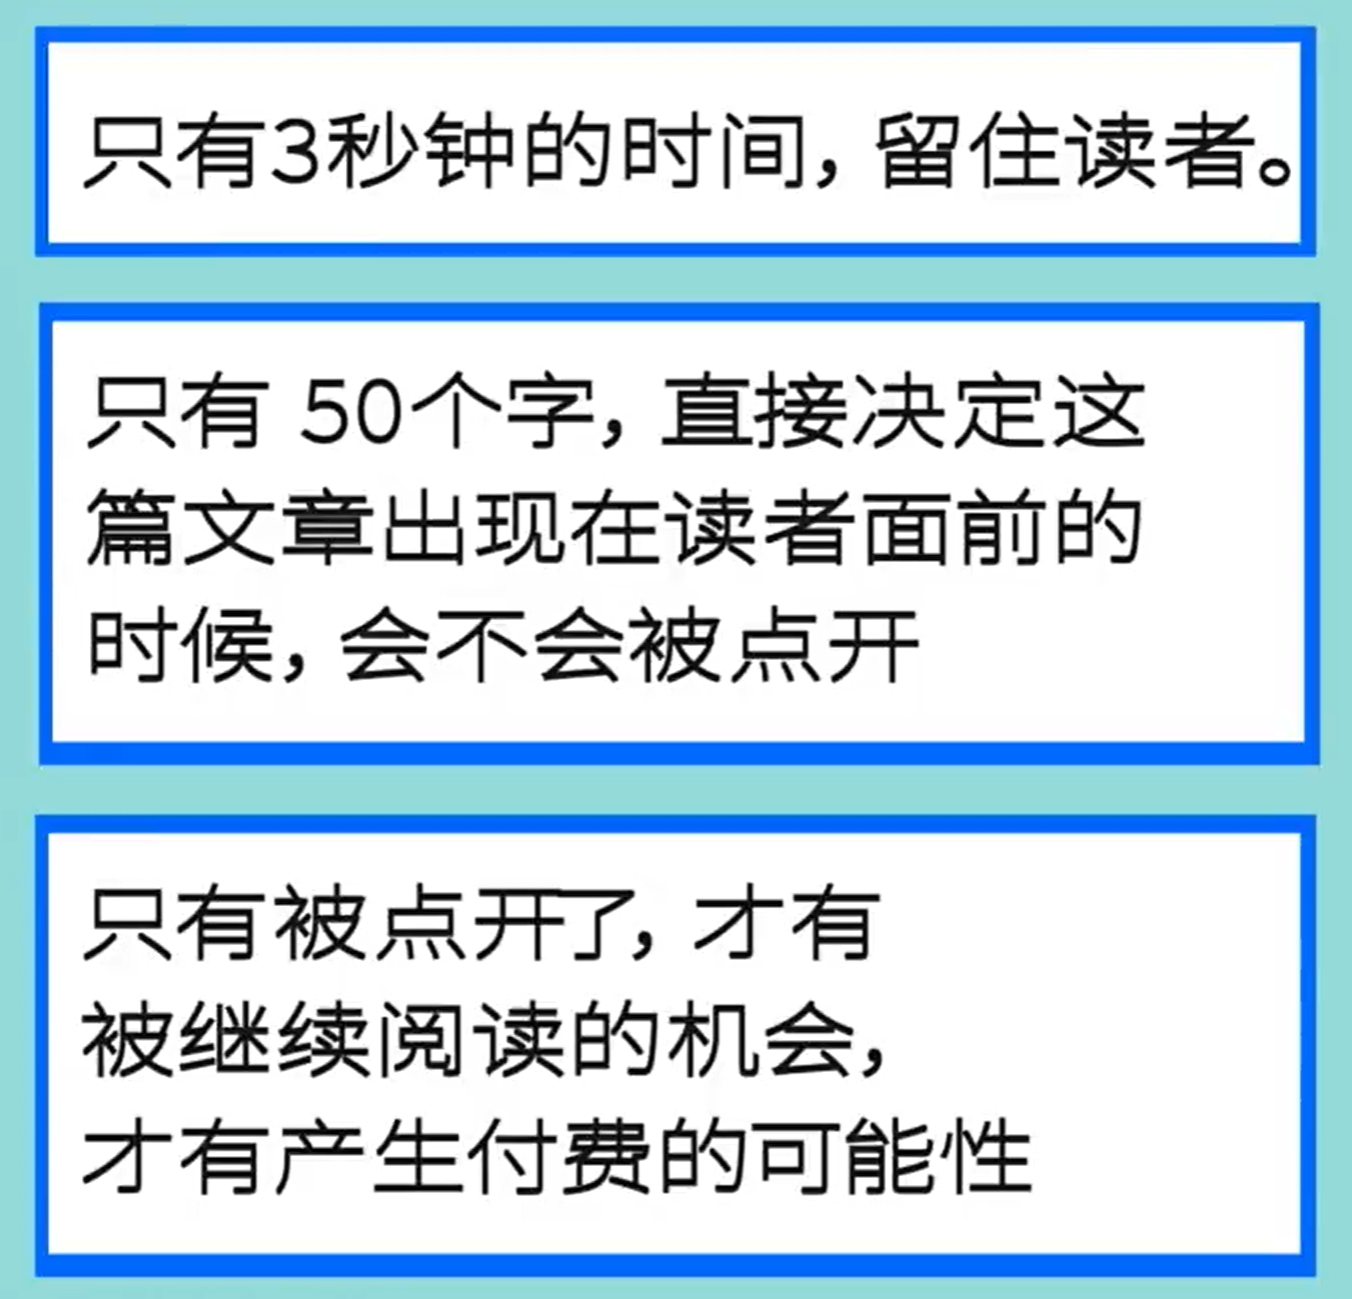 只有3秒钟的时间，留住读者。
只有 50个字，直接决定这
篇文章出现在读者面前的
时候，会不会被点开
只有被点开了，才有
被继续阅读的机会，
才有产生付费的可能性